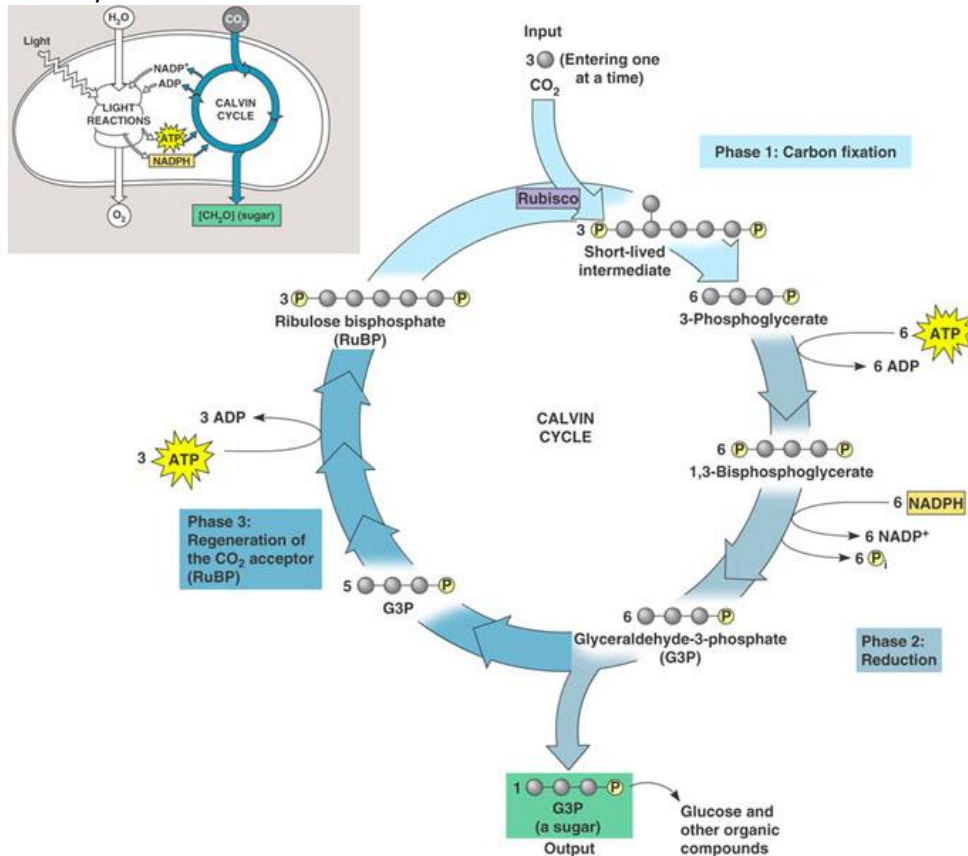 H₂O
CO₂
Light
NADP⁺
ADP
LIGHT
REACTIONS
CALVIN
CYCLE
ATP
NADPH
O₂
[CH₂O] (sugar)
Input
3 (Entering one
at a time)
CO₂
Phase 1: Carbon fixation
Rubisco
3 P P
Short-lived
intermediate
3 P P
Ribulose bisphosphate
(RuBP)
6 P
3-Phosphoglycerate
6 ATP
6 ADP
CALVIN
CYCLE
3 ADP
3 ATP
6 P P
1,3-Bisphosphoglycerate
6 NADPH
6 NADP⁺
6 Pi
Phase 3:
Regeneration of
the CO₂ acceptor
(RuBP)
5 P
G3P
6 P
Glyceraldehyde-3-phosphate
(G3P)
Phase 2:
Reduction
1 P
G3P
(a sugar)
Output
Glucose and
other organic
compounds